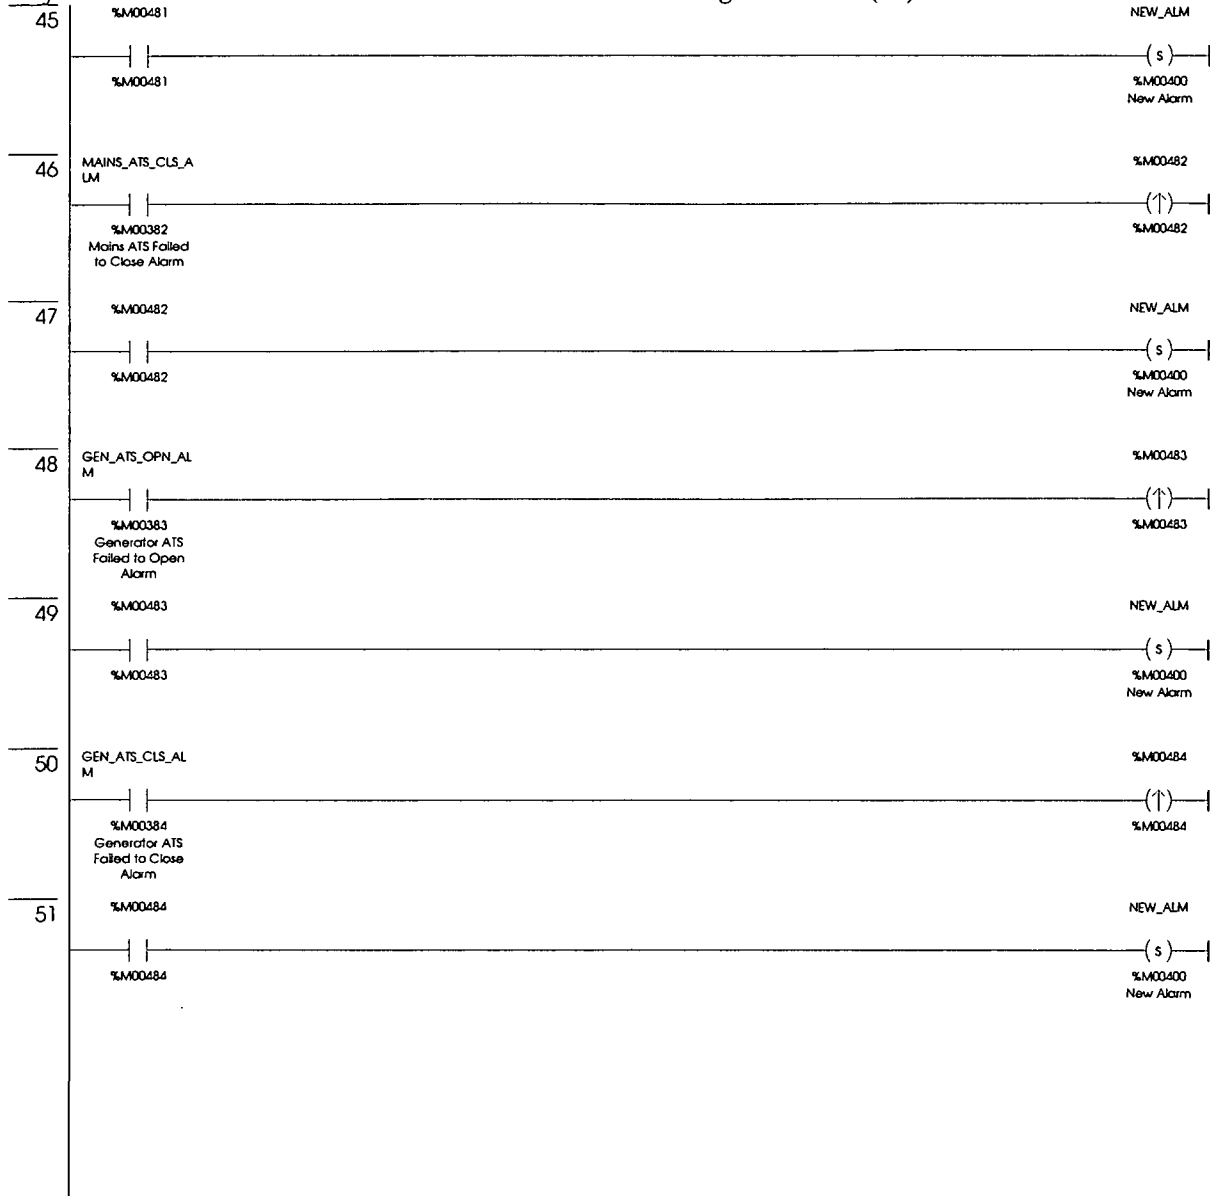 45
%M00481
NEW_ALM
( s )
%M00481
%M00400
New Alarm
46
MAINS_ATS_CLS_A
LM
%M00482
(↑)
%M00382
%M00482
Mains ATS Failed
to Close Alarm
47
%M00482
NEW_ALM
( s )
%M00482
%M00400
New Alarm
48
GEN_ATS_OPN_AL
M
%M00483
(↑)
%M00383
%M00483
Generator ATS
Failed to Open
Alarm
49
%M00483
NEW_ALM
( s )
%M00483
%M00400
New Alarm
50
GEN_ATS_CLS_AL
M
%M00484
(↑)
%M00384
%M00484
Generator ATS
Failed to Close
Alarm
51
%M00484
NEW_ALM
( s )
%M00484
%M00400
New Alarm